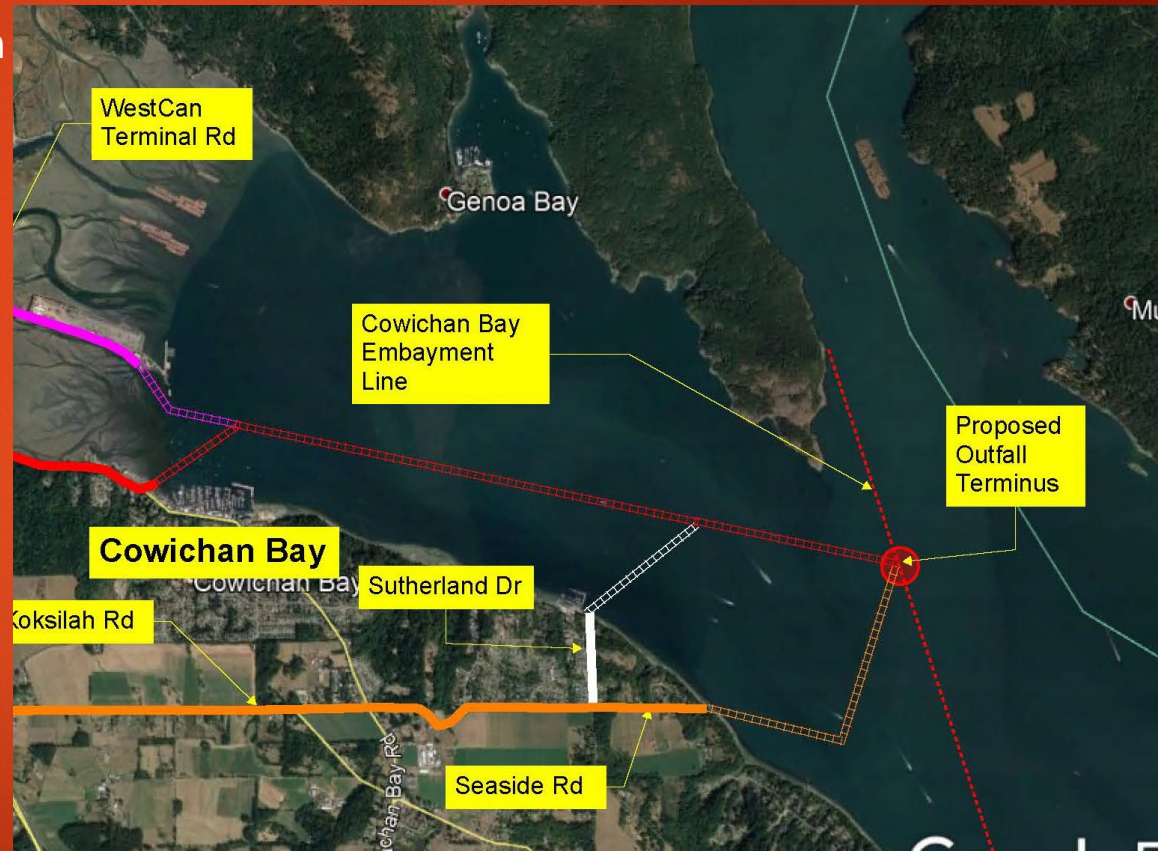 WestCan
Terminal Rd
Genoa Bay
Cowichan Bay
Embayment
Line
Proposed
Outfall
Terminus
Cowichan Bay
Cowichan Bay
Sutherland Dr
Koksilah Rd
Seaside Rd